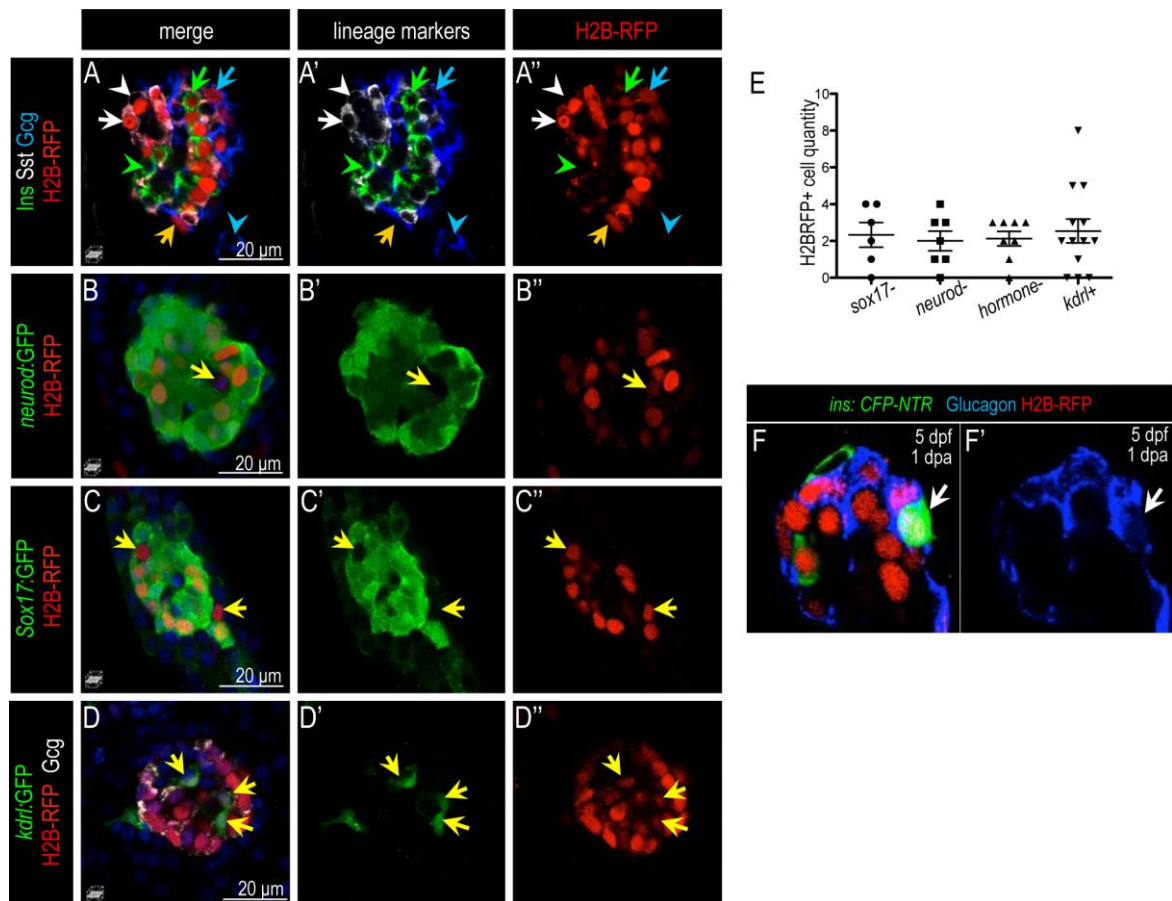 merge
lineage markers
H2B-RFP
Ins Sst Gcg
H2B-RFP
A
20 µm
A'
A''
neurod:GFP
H2B-RFP
B
20 µm
B'
B''
Sox17:GFP
H2B-RFP
C
20 µm
C'
C''
kdrl:GFP
H2B-RFP Gcg
D
20 µm
D'
D''
E
H2BRFP+ cell quantity
10
8
6
4
2
0
sox17-
neurod-
hormone-
kdrl+
ins: CFP-NTR Glucagon H2B-RFP
F
5 dpf
1 dpa
F'
5 dpf
1 dpa